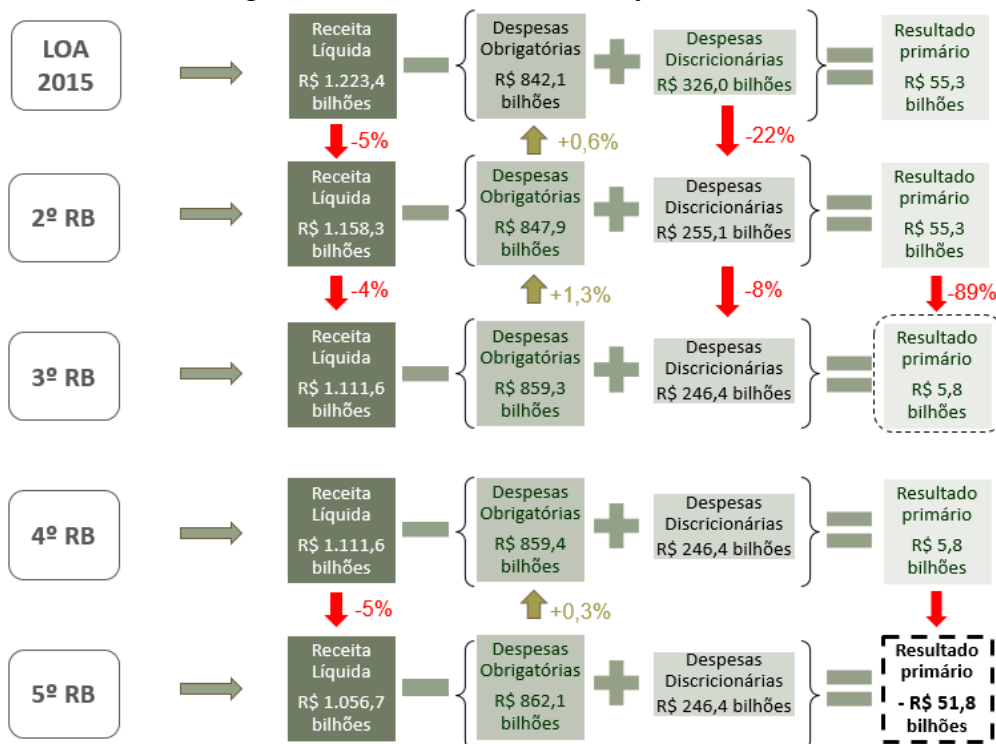 LOA
2015
Receita
Líquida
R$ 1.223,4
bilhões
Despesas
Obrigatórias
R$ 842,1
bilhões
Despesas
Discricionárias
R$ 326,0 bilhões
Resultado
primário
R$ 55,3
bilhões
-5%
+0,6%
-22%
2º RB
Receita
Líquida
R$ 1.158,3
bilhões
Despesas
Obrigatórias
R$ 847,9
bilhões
Despesas
Discricionárias
R$ 255,1 bilhões
Resultado
primário
R$ 55,3
bilhões
-4%
+1,3%
-8%
-89%
3º RB
Receita
Líquida
R$ 1.111,6
bilhões
Despesas
Obrigatórias
R$ 859,3
bilhões
Despesas
Discricionárias
R$ 246,4 bilhões
Resultado
primário
R$ 5,8
bilhões
4º RB
Receita
Líquida
R$ 1.111,6
bilhões
Despesas
Obrigatórias
R$ 859,4
bilhões
Despesas
Discricionárias
R$ 246,4 bilhões
Resultado
primário
R$ 5,8
bilhões
-5%
+0,3%
5º RB
Receita
Líquida
R$ 1.056,7
bilhões
Despesas
Obrigatórias
R$ 862,1
bilhões
Despesas
Discricionárias
R$ 246,4 bilhões
Resultado
primário
- R$ 51,8
bilhões